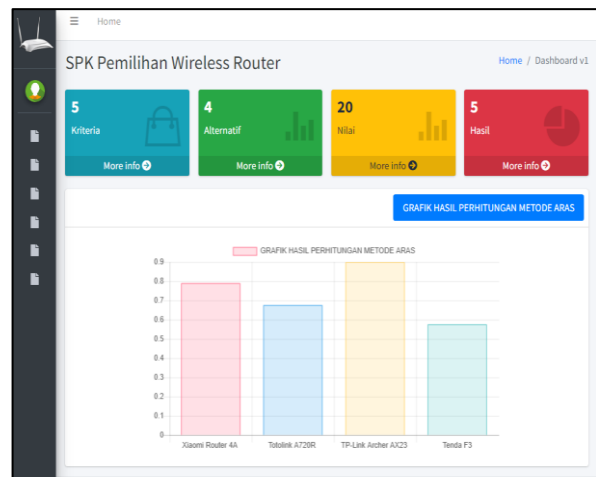 Home
SPK Pemilihan Wireless Router
Home / Dashboard v1
5
Kriteria
More info
4
Alternatif
More info
20
Nilai
More info
5
Hasil
More info
GRAFIK HASIL PERHITUNGAN METODE ARAS
GRAFIK HASIL PERHITUNGAN METODE ARAS
0.9
0.8
0.7
0.6
0.5
0.4
0.3
0.2
0.1
0
Xiaomi Router 4A
Totolink A720R
TP-Link Archer AX23
Tenda F3